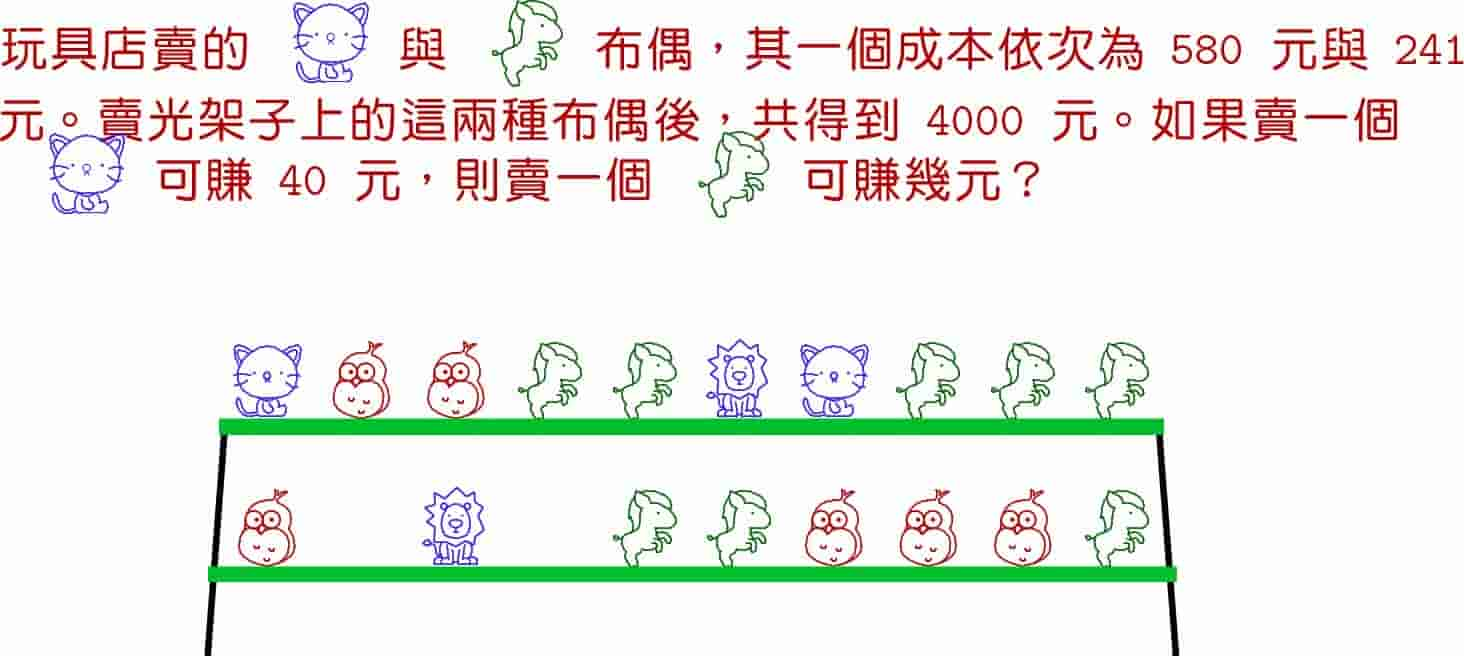 玩具店賣的 與 布偶，其一個成本依次為 580 元與 241
元。賣光架子上的這兩種布偶後，共得到 4000 元。如果賣一個
可賺 40 元，則賣一個 可賺幾元？